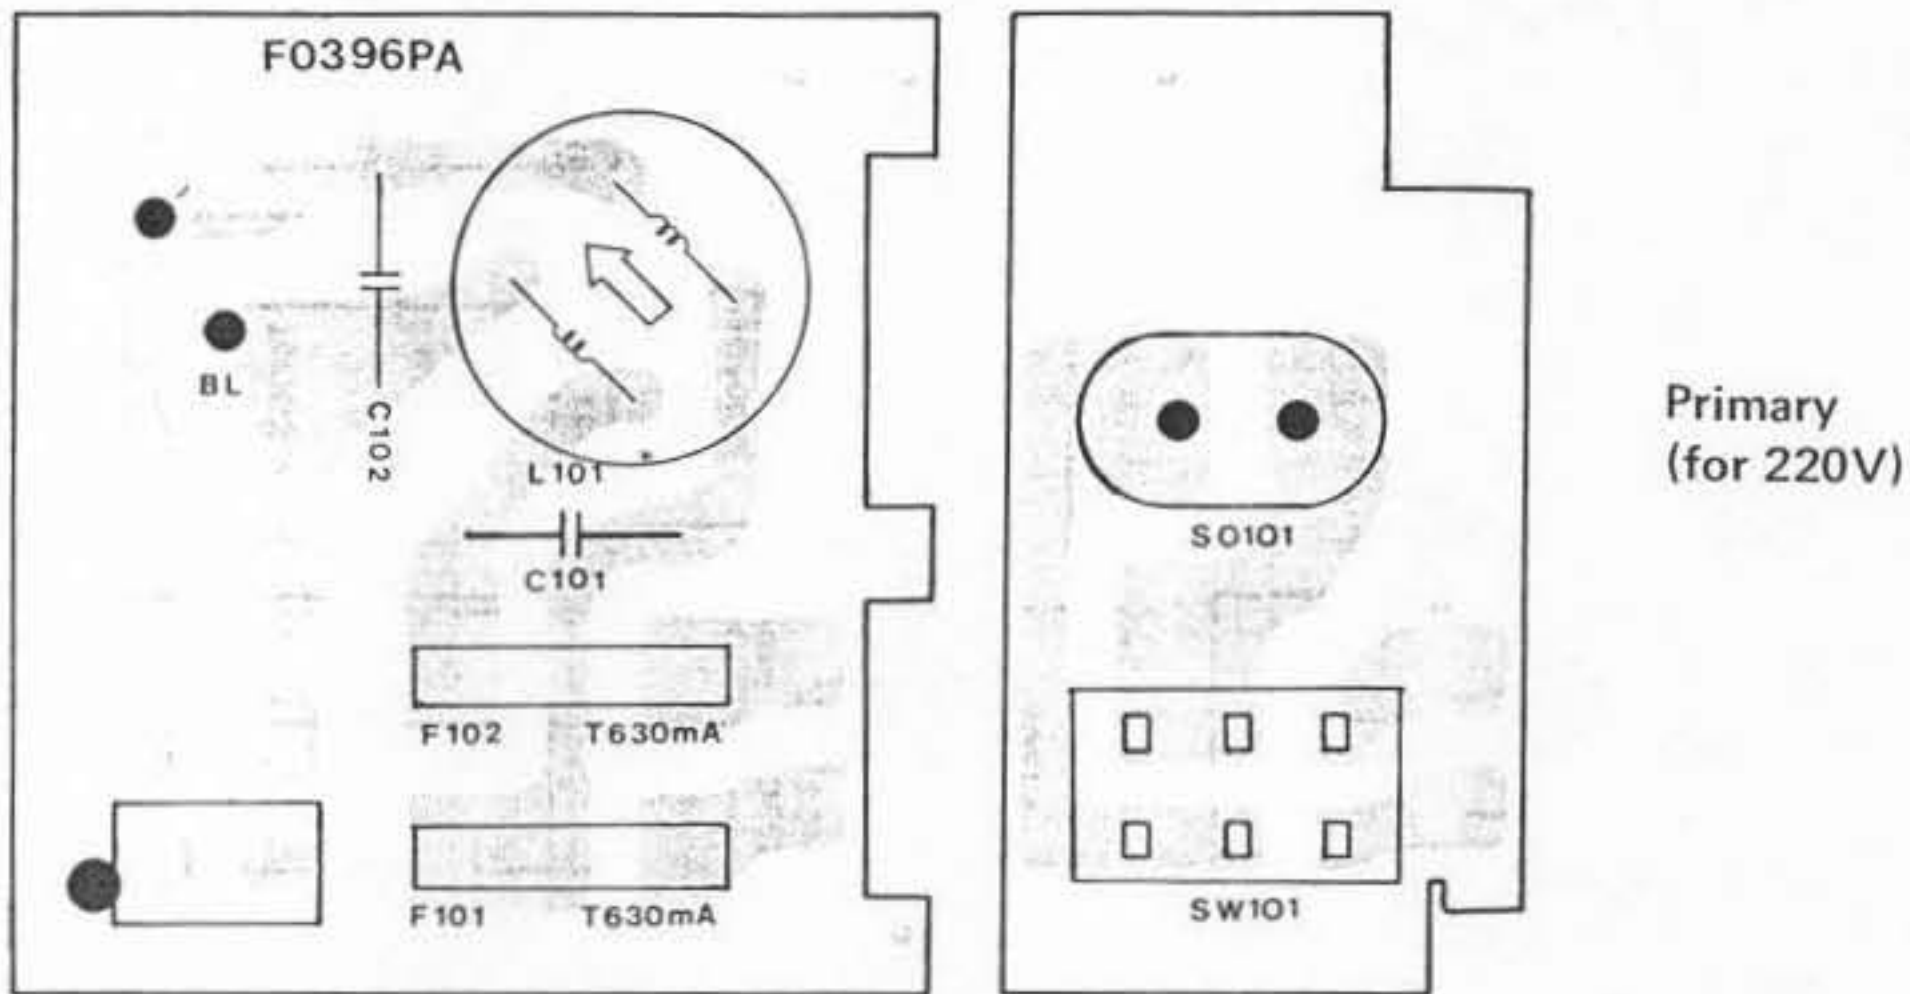 F0396PA
BL
C102
L101
C101
F102 T630mA
F101 T630mA
SO101
SW101
Primary
(for 220V)